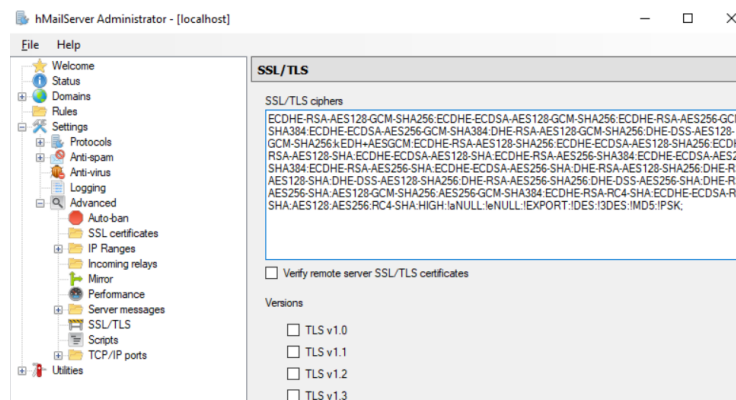 hMailServer Administrator - [localhost]
File Help
Welcome
Status
Domains
Rules
Settings
Protocols
Anti-spam
Anti-virus
Logging
Advanced
Auto-ban
SSL certificates
IP Ranges
Incoming relays
Mirror
Performance
Server messages
SSL/TLS
Scripts
TCP/IP ports
Utilities
SSL/TLS
SSL/TLS ciphers
ECDHE-RSA-AES128-GCM-SHA256:ECDHE-ECDSA-AES128-GCM-SHA256:ECDHE-RSA-AES256-GC
SHA384:ECDHE-ECDSA-AES256-GCM-SHA384:DHE-RSA-AES128-GCM-SHA256:DHE-DSS-AES128-
GCM-SHA256:kEDH+AESGCM:ECDHE-RSA-AES128-SHA256:ECDHE-ECDSA-AES128-SHA256:ECD
RSA-AES128-SHA:ECDHE-ECDSA-AES128-SHA:ECDHE-RSA-AES256-SHA384:ECDHE-ECDSA-AES2
SHA384:ECDHE-RSA-AES256-SHA:ECDHE-ECDSA-AES256-SHA:DHE-RSA-AES128-SHA256:DHE-R
AES128-SHA:DHE-DSS-AES128-SHA256:DHE-RSA-AES256-SHA256:DHE-DSS-AES256-SHA:DHE-R
AES256-SHA:AES128-GCM-SHA256:AES256-GCM-SHA384:ECDHE-RSA-RC4-SHA:ECDHE-ECDSA-R
SHA:AES128:AES256:RC4-SHA:HIGH:!aNULL:!eNULL:!EXPORT:!DES:!3DES:!MD5:!PSK;
Verify remote server SSL/TLS certificates
Versions
TLS v1.0
TLS v1.1
TLS v1.2
TLS v1.3